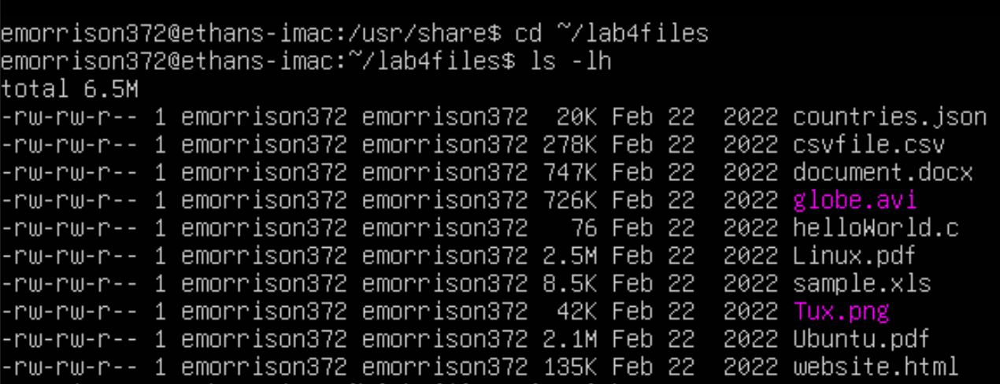 emorrison372@ethans-imac:/usr/share$ cd ~/lab4files
emorrison372@ethans-imac:~/lab4files$ ls -lh
total 6.5M
-rw-rw-r-- 1 emorrison372 emorrison372  20K Feb 22  2022 countries.json
-rw-rw-r-- 1 emorrison372 emorrison372 278K Feb 22  2022 csvfile.csv
-rw-rw-r-- 1 emorrison372 emorrison372 747K Feb 22  2022 document.docx
-rw-rw-r-- 1 emorrison372 emorrison372 726K Feb 22  2022 globe.avi
-rw-rw-r-- 1 emorrison372 emorrison372   76 Feb 22  2022 helloWorld.c
-rw-rw-r-- 1 emorrison372 emorrison372 2.5M Feb 22  2022 Linux.pdf
-rw-rw-r-- 1 emorrison372 emorrison372 8.5K Feb 22  2022 sample.xls
-rw-rw-r-- 1 emorrison372 emorrison372  42K Feb 22  2022 Tux.png
-rw-rw-r-- 1 emorrison372 emorrison372 2.1M Feb 22  2022 Ubuntu.pdf
-rw-rw-r-- 1 emorrison372 emorrison372 135K Feb 22  2022 website.html